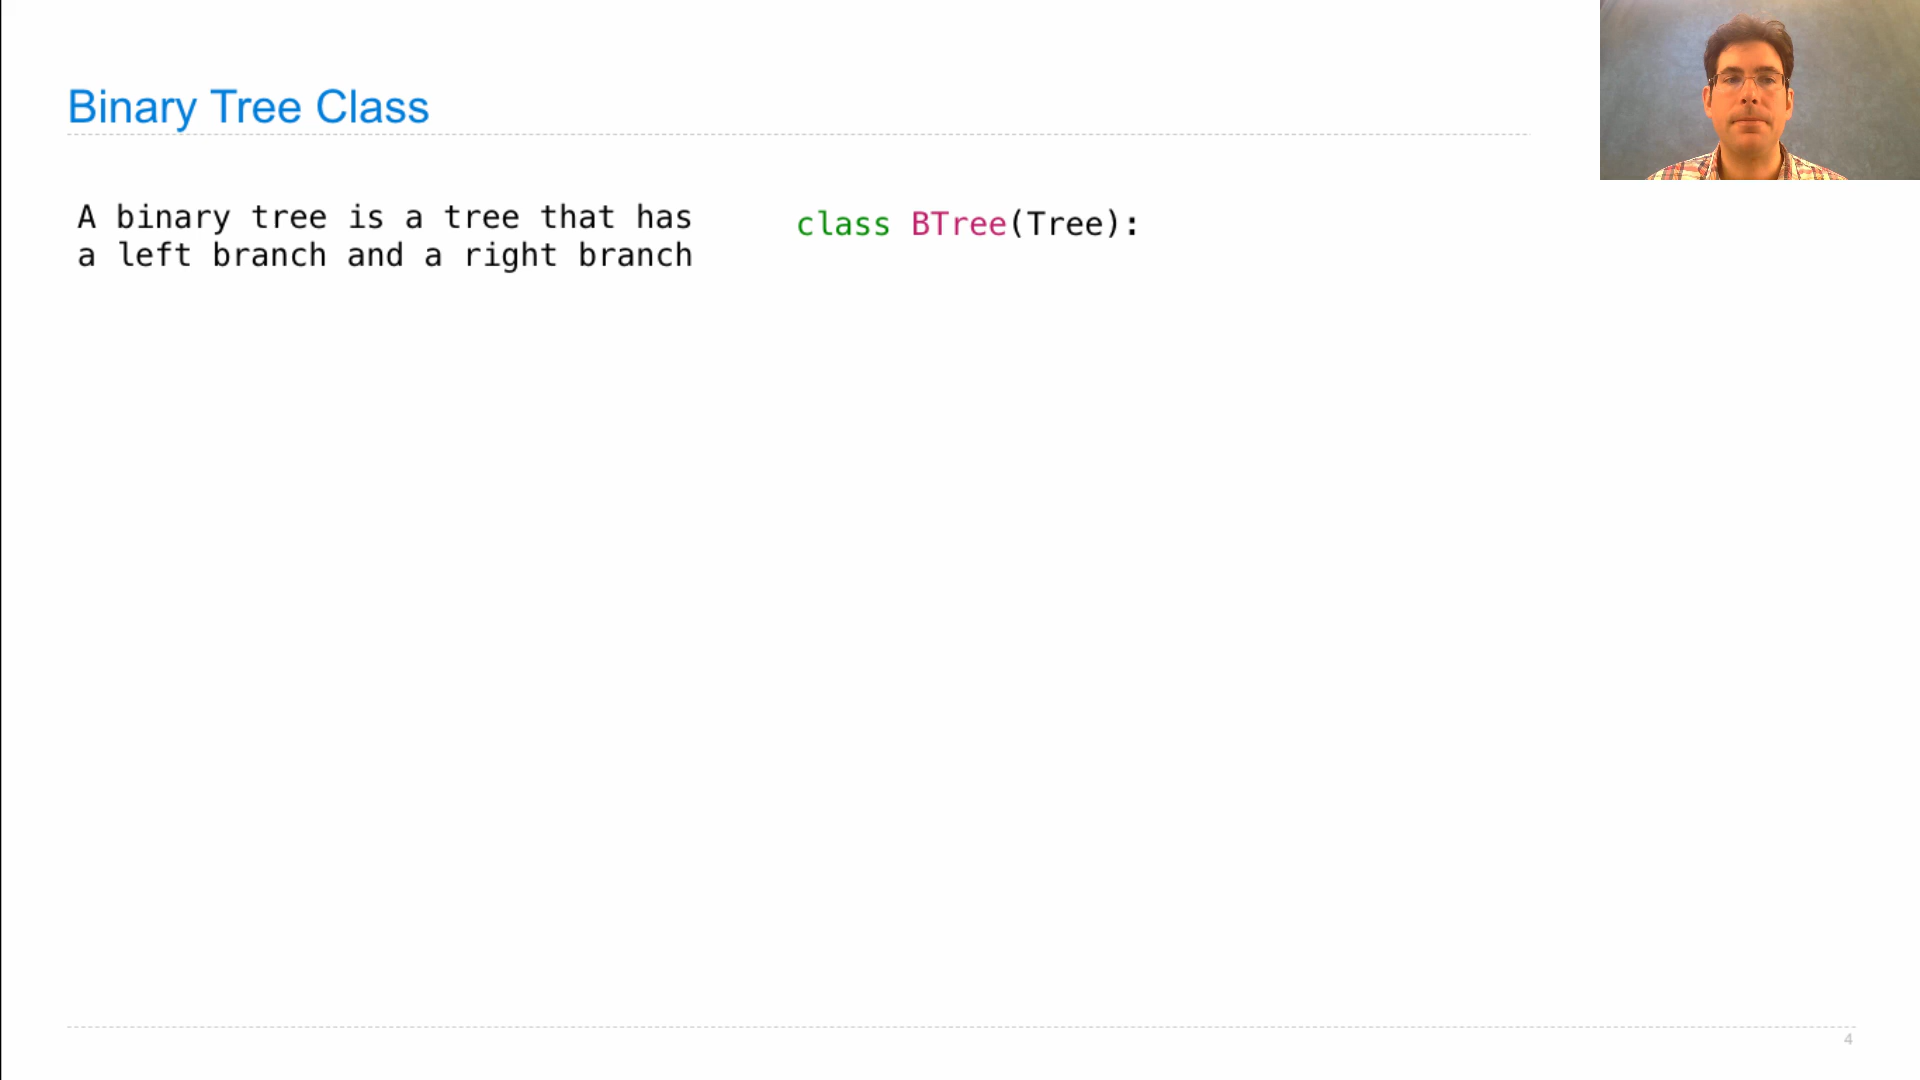 Binary Tree Class
A binary tree is a tree that has
a left branch and a right branch
class BTree(Tree):
4